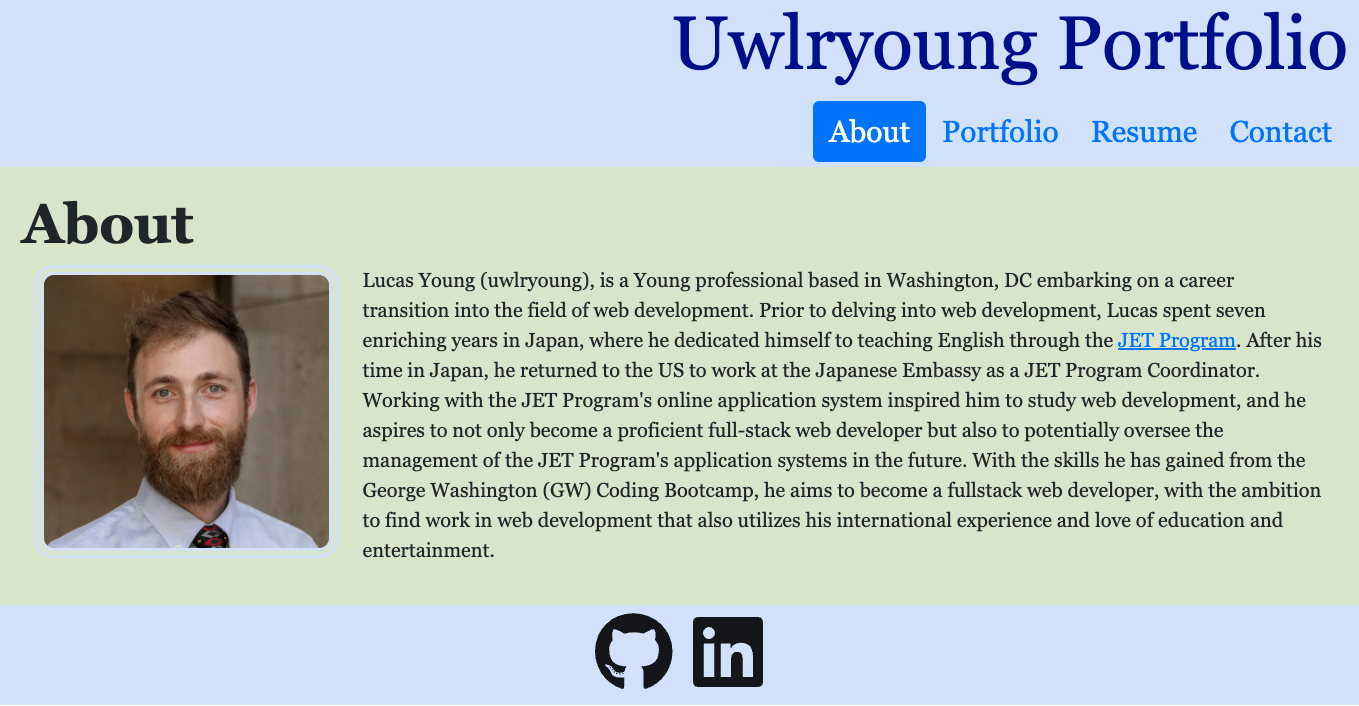 Uwlryoung Portfolio
About Portfolio Resume Contact
About
Lucas Young (uwlryoung), is a Young professional based in Washington, DC embarking on a career
transition into the field of web development. Prior to delving into web development, Lucas spent seven
enriching years in Japan, where he dedicated himself to teaching English through the JET Program. After his
time in Japan, he returned to the US to work at the Japanese Embassy as a JET Program Coordinator.
Working with the JET Program's online application system inspired him to study web development, and he
aspires to not only become a proficient full-stack web developer but also to potentially oversee the
management of the JET Program's application systems in the future. With the skills he has gained from the
George Washington (GW) Coding Bootcamp, he aims to become a fullstack web developer, with the ambition
to find work in web development that also utilizes his international experience and love of education and
entertainment.
in